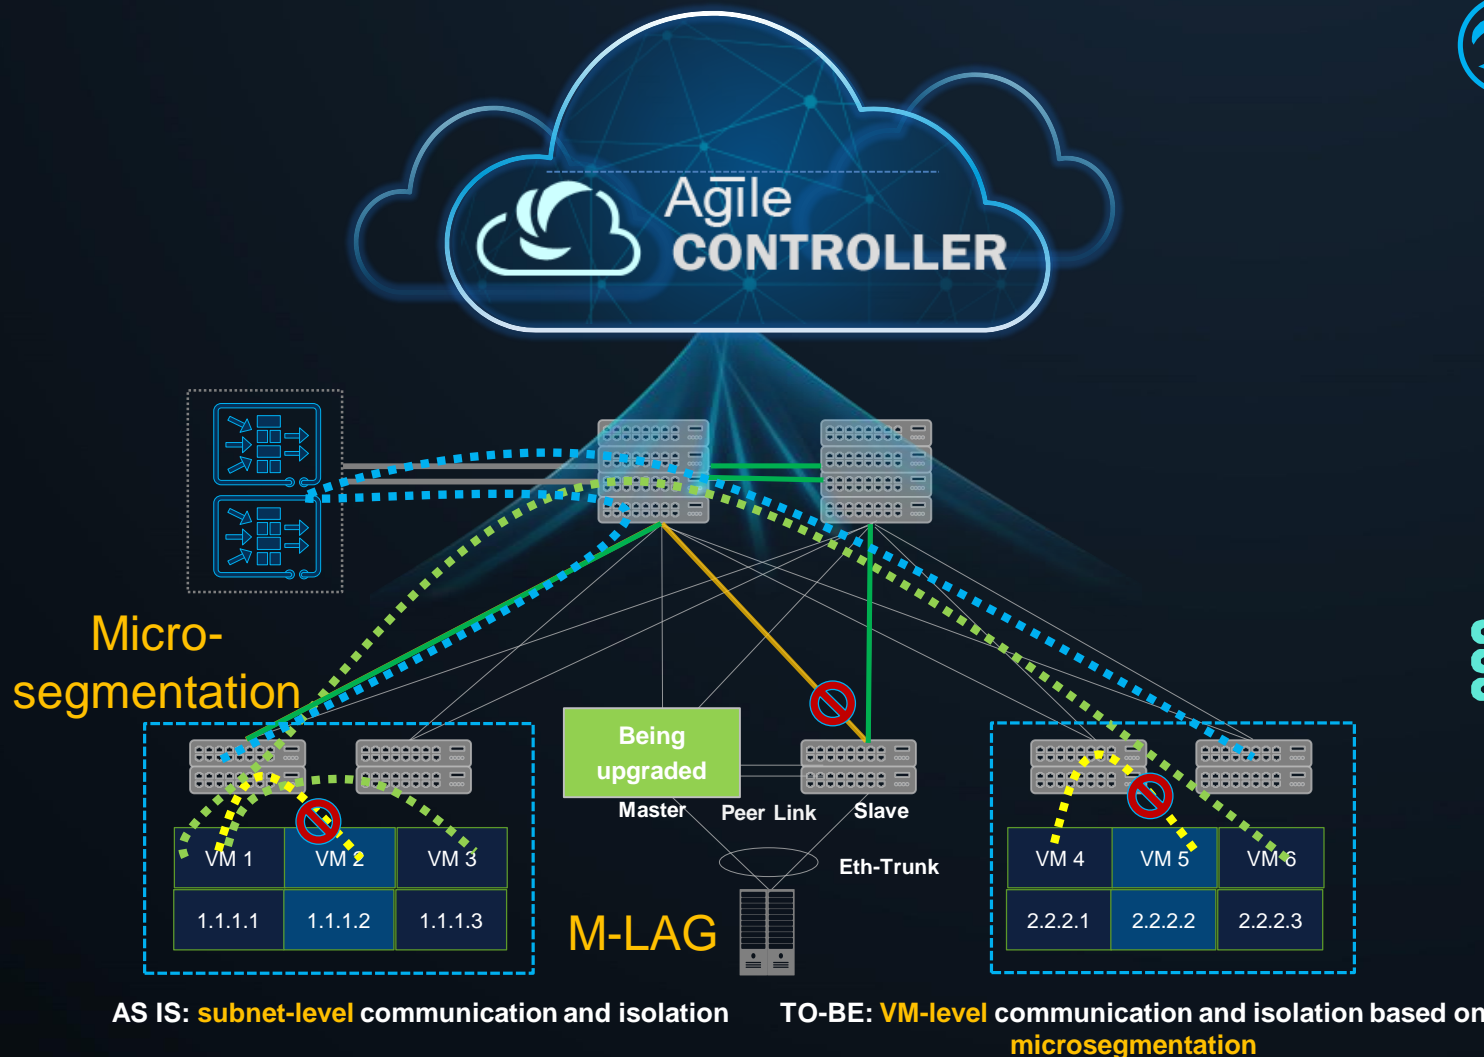 Agile
CONTROLLER
Micro-
segmentation
Being
upgraded
Master
Peer Link
Slave
Eth-Trunk
VM 1
VM 2
VM 3
1.1.1.1
1.1.1.2
1.1.1.3
M-LAG
VM 4
VM 5
VM 6
2.2.2.1
2.2.2.2
2.2.2.3
AS IS: subnet-level communication and isolation
TO-BE: VM-level communication and isolation based on
microsegmentation